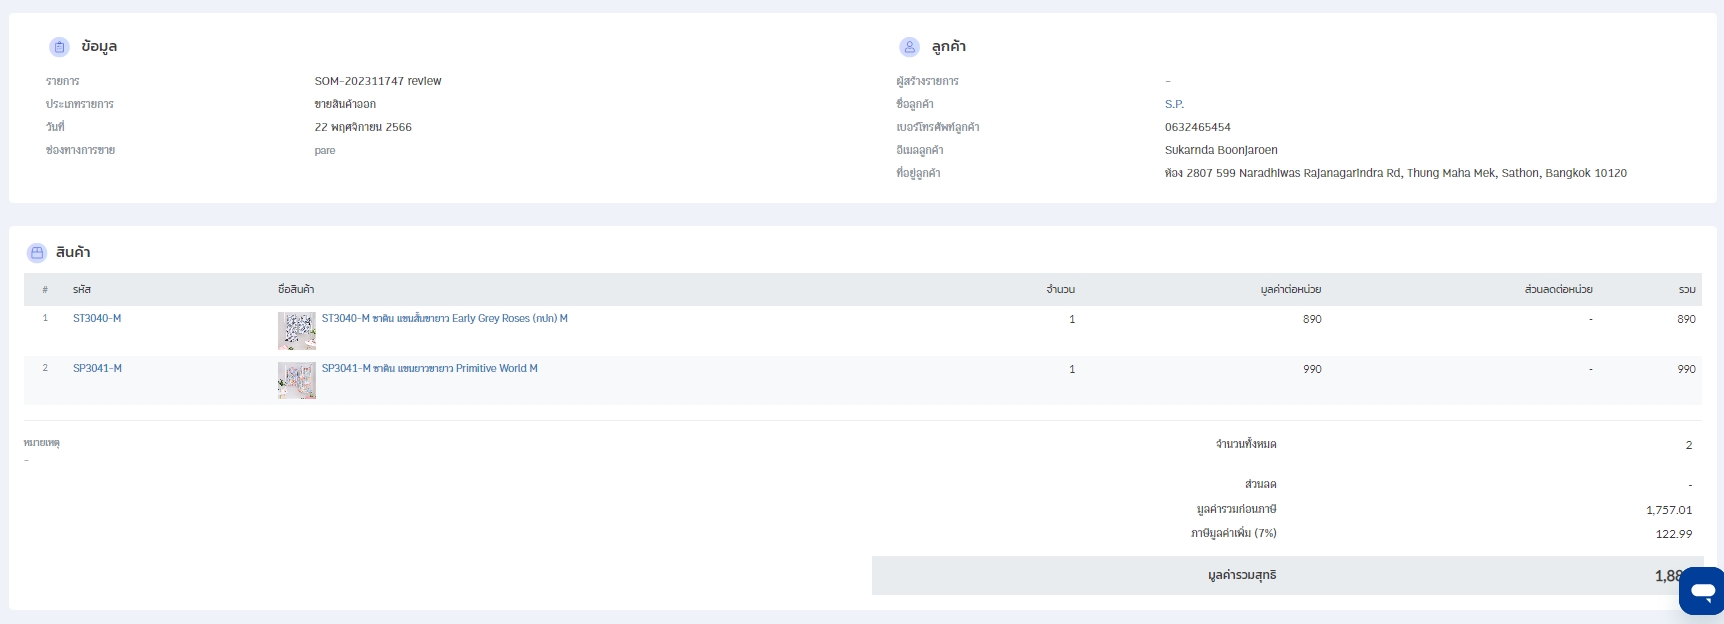 ข้อมูล
รายการ SOM-202311747 review
ประเภทรายการ ขายสินค้าออก
วันที่ 22 พฤศจิกายน 2566
ช่องทางการขาย pare
ลูกค้า
ผู้สร้างรายการ -
ชื่อลูกค้า S.P.
เบอร์โทรศัพท์ลูกค้า 0632465454
อีเมลลูกค้า Sukarnda Boonjaroen
ที่อยู่ลูกค้า ห้อง 2807 599 Naradhiwas Rajanagarindra Rd, Thung Maha Mek, Sathon, Bangkok 10120
สินค้า
# รหัส ชื่อสินค้า จำนวน มูลค่าต่อหน่วย ส่วนลดต่อหน่วย รวม
1 ST3040-M ST3040-M ซาติน แขนสั้นขายาว Early Grey Roses (กปก) M 1 890 - 890
2 SP3041-M SP3041-M ซาติน แขนยาวขายาว Primitive World M 1 990 - 990
หมายเหตุ
-
จำนวนทั้งหมด 2
ส่วนลด -
มูลค่ารวมก่อนภาษี 1,757.01
ภาษีมูลค่าเพิ่ม (7%) 122.99
มูลค่ารวมสุทธิ 1,88